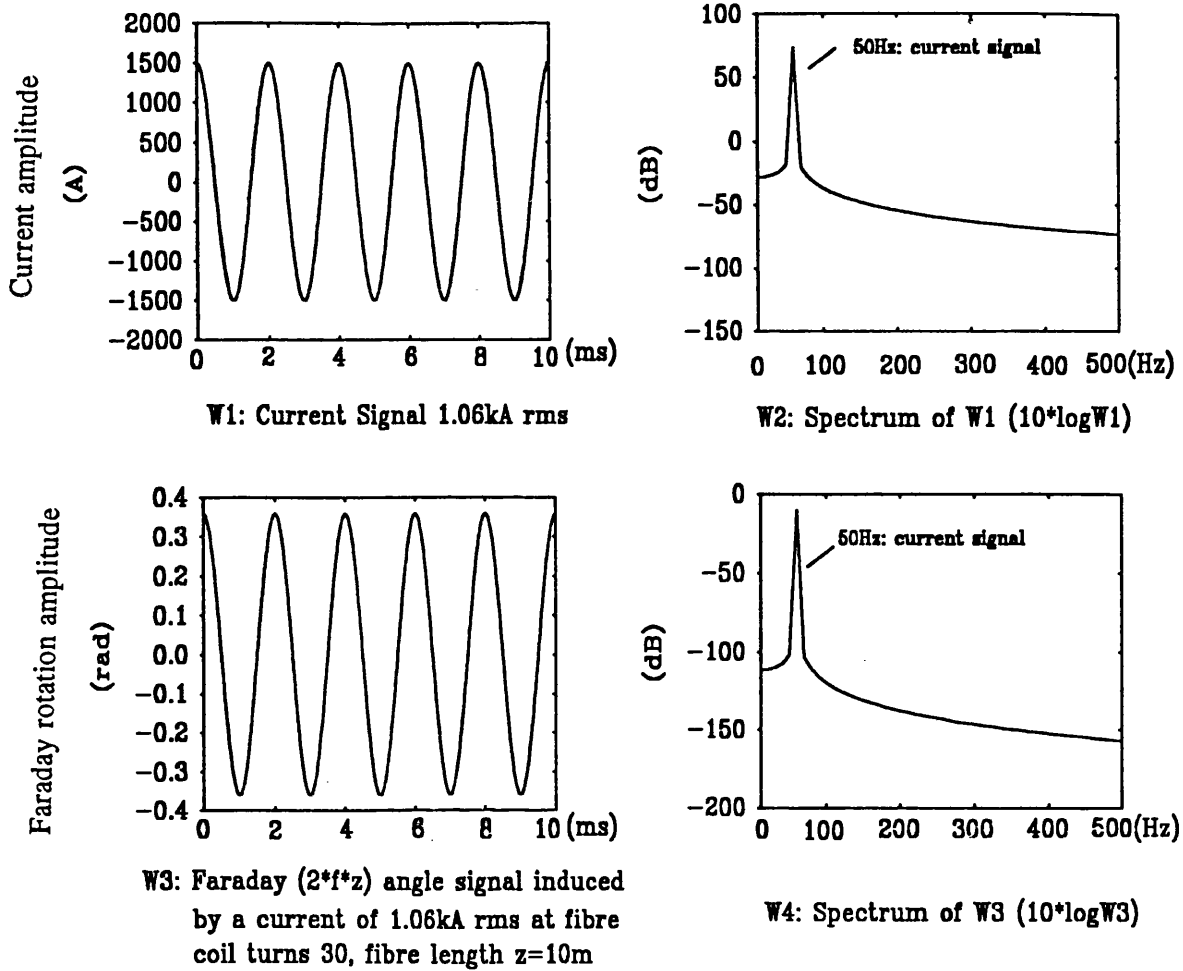 Current amplitude
(A)
2000
1500
1000
500
0
−500
−1000
−1500
−2000
0 2 4 6 8 10 (ms)
W1: Current Signal 1.06kA rms
(dB)
100
50
0
−50
−100
−150
50Hz: current signal
0 100 200 300 400 500(Hz)
W2: Spectrum of W1 (10*logW1)
Faraday rotation amplitude
(rad)
0.4
0.3
0.2
0.1
0.0
−0.1
−0.2
−0.3
−0.4
0 2 4 6 8 10 (ms)
W3: Faraday (2*f*z) angle signal induced
by a current of 1.06kA rms at fibre
coil turns 30, fibre length z=10m
(dB)
0
−50
−100
−150
−200
50Hz: current signal
0 100 200 300 400 500(Hz)
W4: Spectrum of W3 (10*logW3)